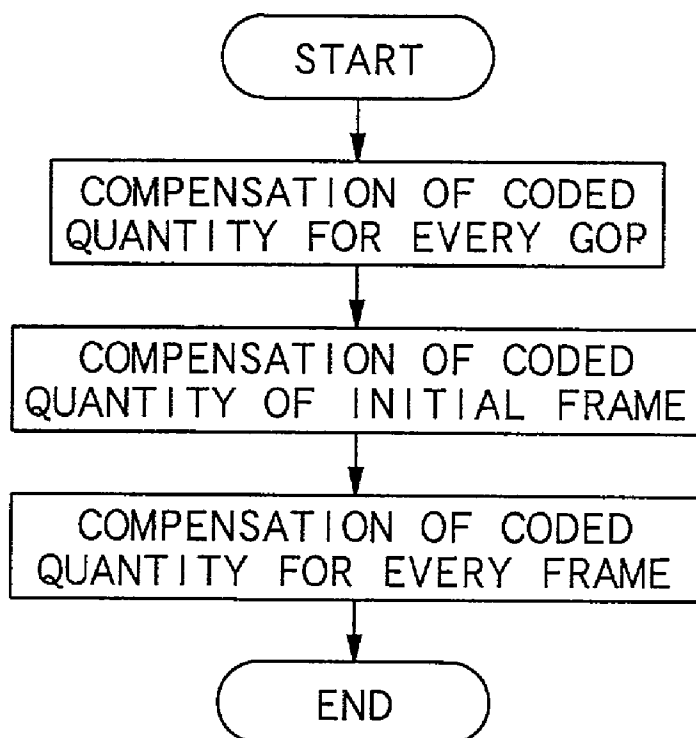 START
COMPENSATION OF CODED
QUANTITY FOR EVERY GOP
COMPENSATION OF CODED
QUANTITY OF INITIAL FRAME
COMPENSATION OF CODED
QUANTITY FOR EVERY FRAME
END